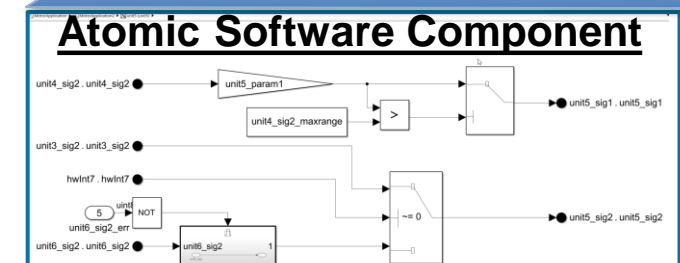 Atomic Software Component
unit4_sig2 . unit4_sig2
unit5_param1
unit5_sig1 . unit5_sig1
unit4_sig2_maxrange
>
unit3_sig2 . unit3_sig2
hwInt7 . hwInt7
5
NOT
~= 0
unit5_sig2 . unit5_sig2
unit6_sig2_err
unit6_sig2 . unit6_sig2
unit6_sig2
1